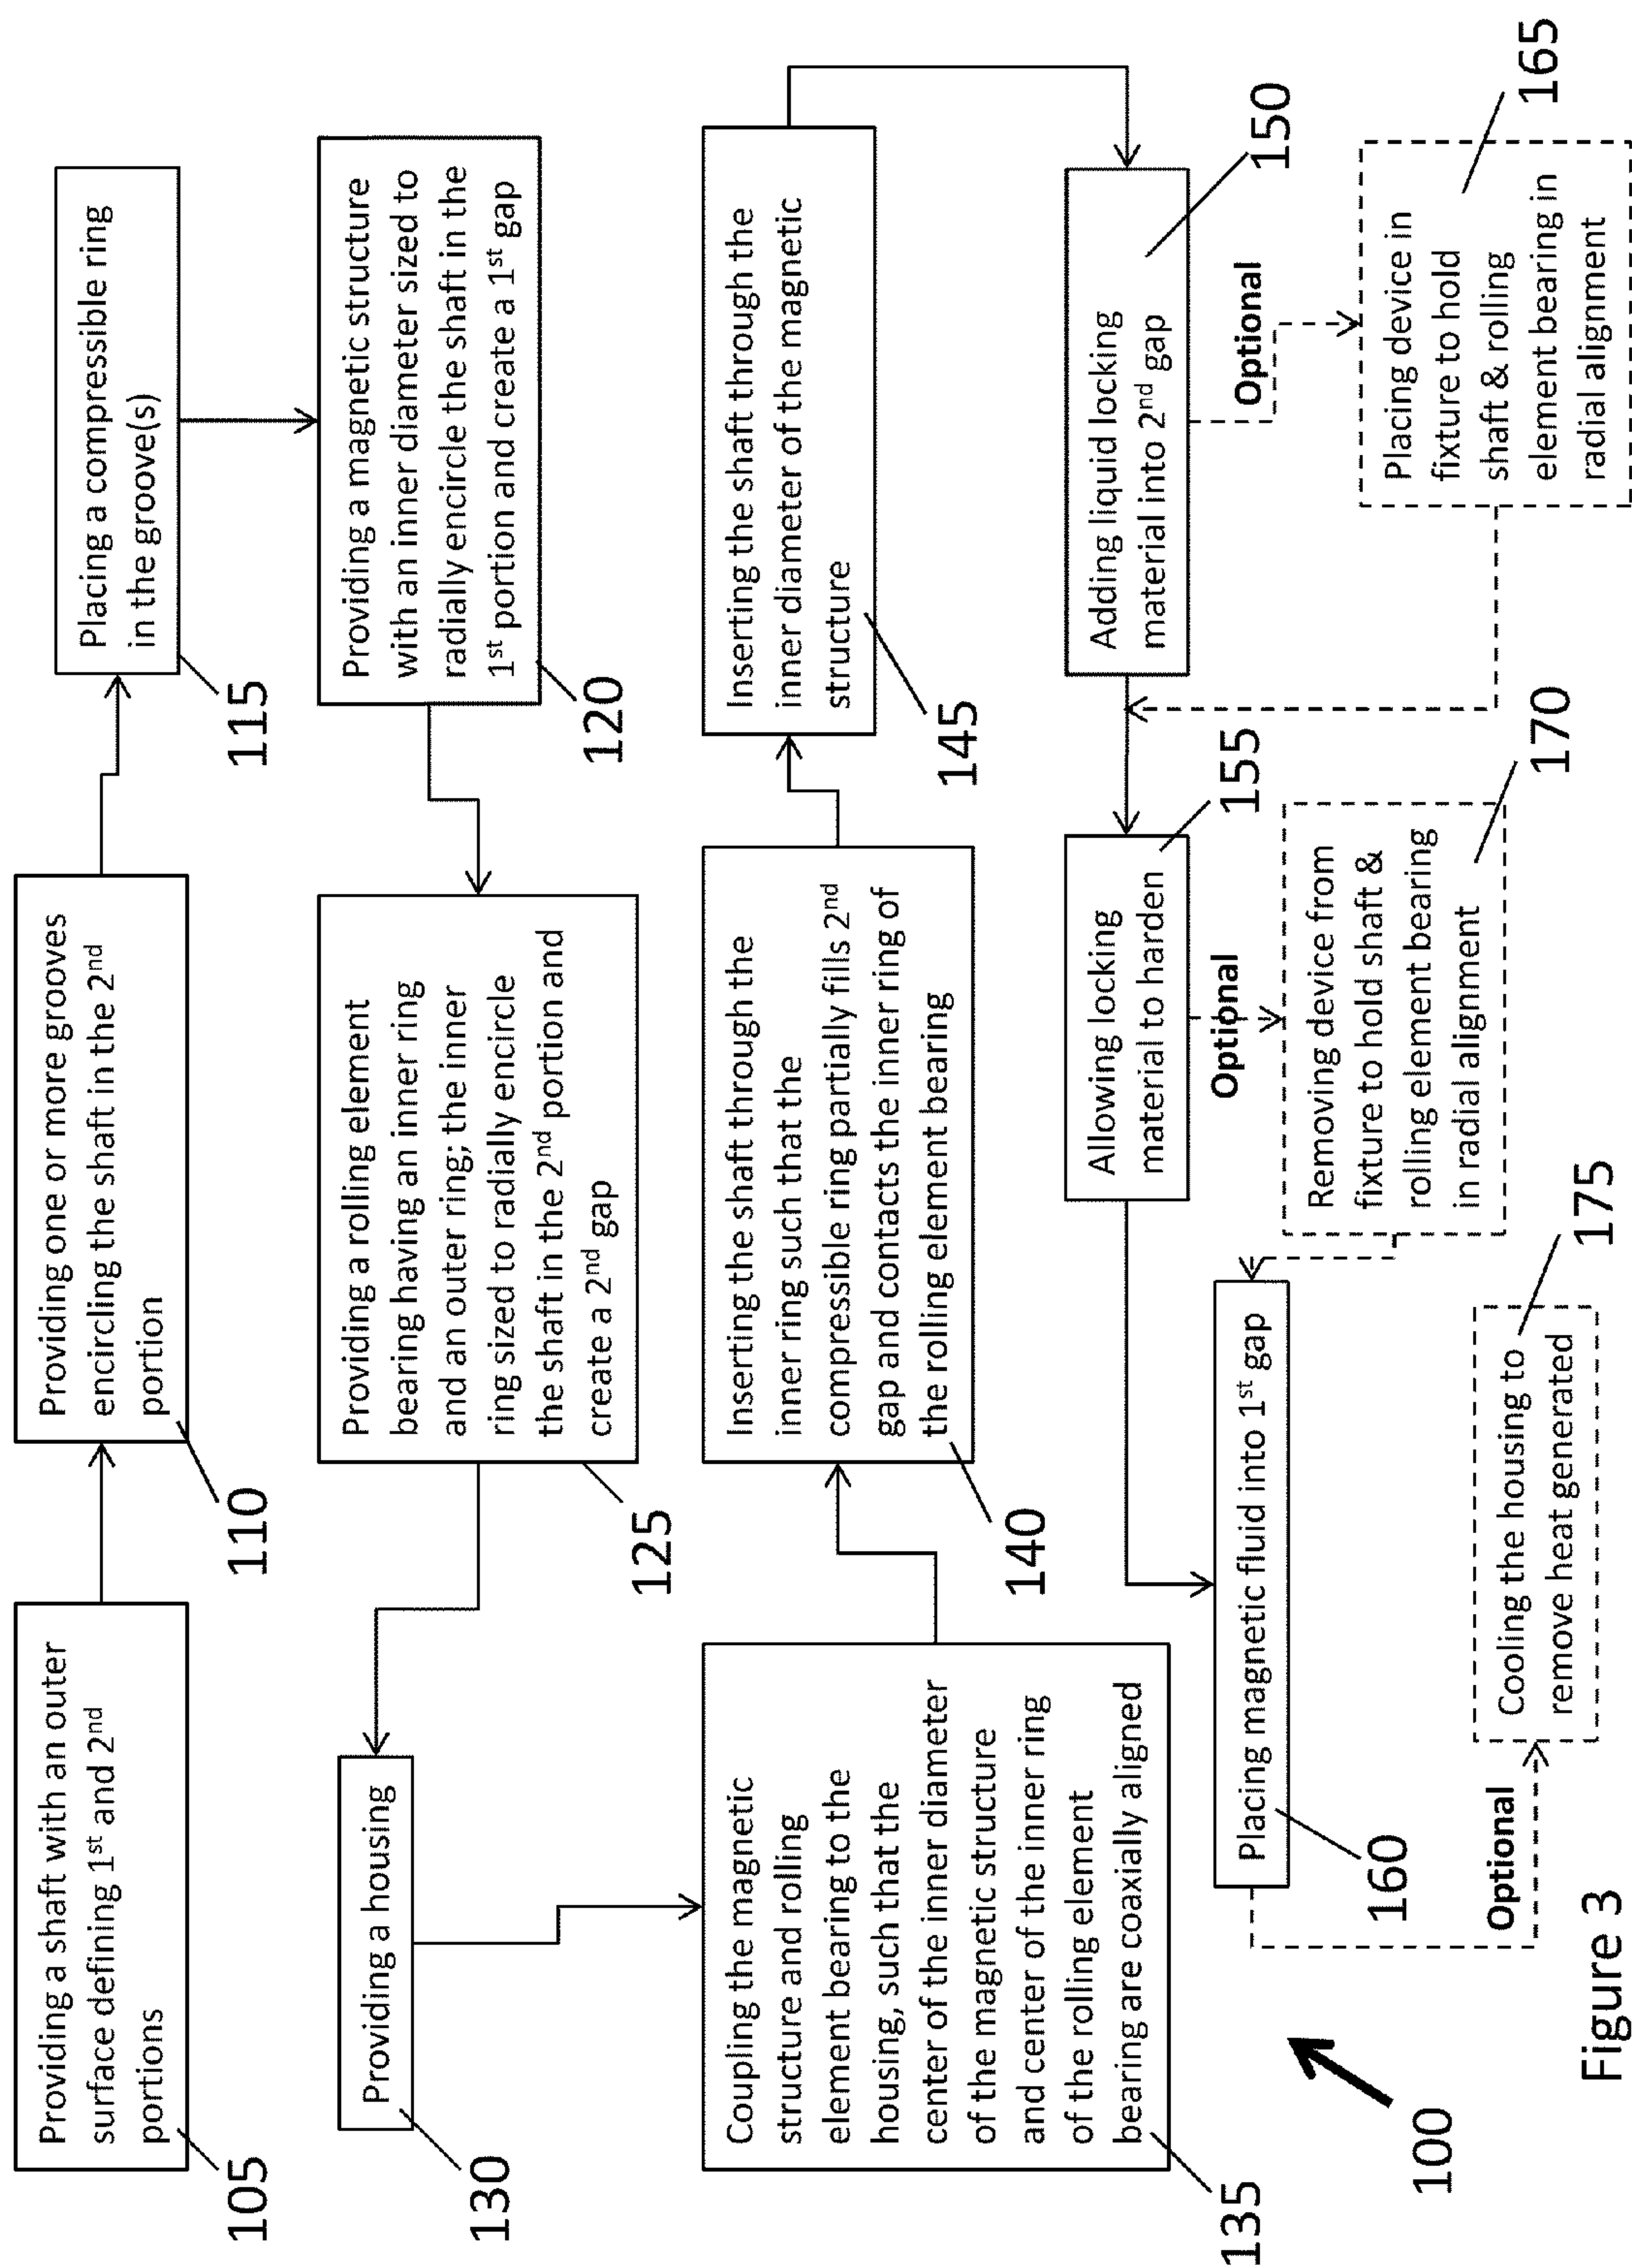 Providing a shaft with an outer
surface defining 1st and 2nd
portions
105
Providing one or more grooves
encircling the shaft in the 2nd
portion
110
Placing a compressible ring
in the groove(s)
115
Providing a magnetic structure
with an inner diameter sized to
radially encircle the shaft in the
1st portion and create a 1st gap
120
Providing a rolling element
bearing having an inner ring
and an outer ring; the inner
ring sized to radially encircle
the shaft in the 2nd portion and
create a 2nd gap
125
Providing a housing
130
Coupling the magnetic
structure and rolling
element bearing to the
housing, such that the
center of the inner diameter
of the magnetic structure
and center of the inner ring
of the rolling element
bearing are coaxially aligned
135
Inserting the shaft through the
inner ring such that the
compressible ring partially fills 2nd
gap and contacts the inner ring of
the rolling element bearing
140
Inserting the shaft through the
inner diameter of the magnetic
structure
145
Adding liquid locking
material into 2nd gap
150
Optional
Placing device in
fixture to hold
shaft & rolling
element bearing in
radial alignment
165
Allowing locking
material to harden
155
Optional
Removing device from
fixture to hold shaft &
rolling element bearing
in radial alignment
170
Placing magnetic fluid into 1st gap
160
Optional
Cooling the housing to
remove heat generated
175
100
Figure 3